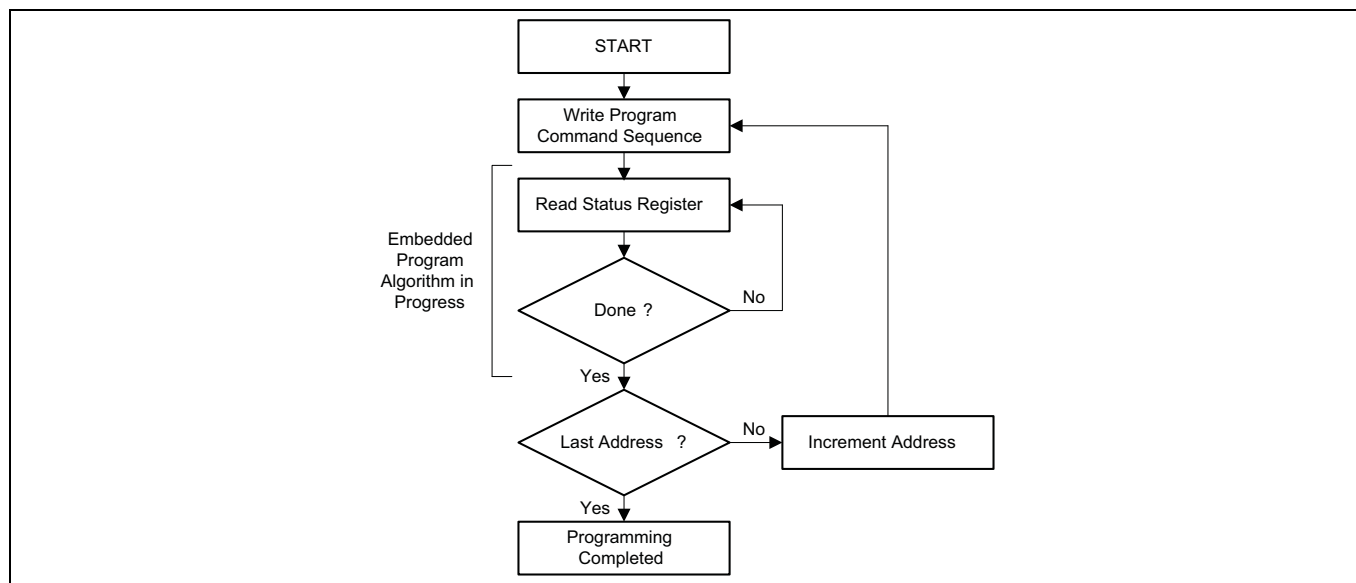 START
Write Program
Command Sequence
Read Status Register
Embedded
Program
Algorithm in
Progress
Done ?
No
Yes
Last Address ?
No
Increment Address
Yes
Programming
Completed